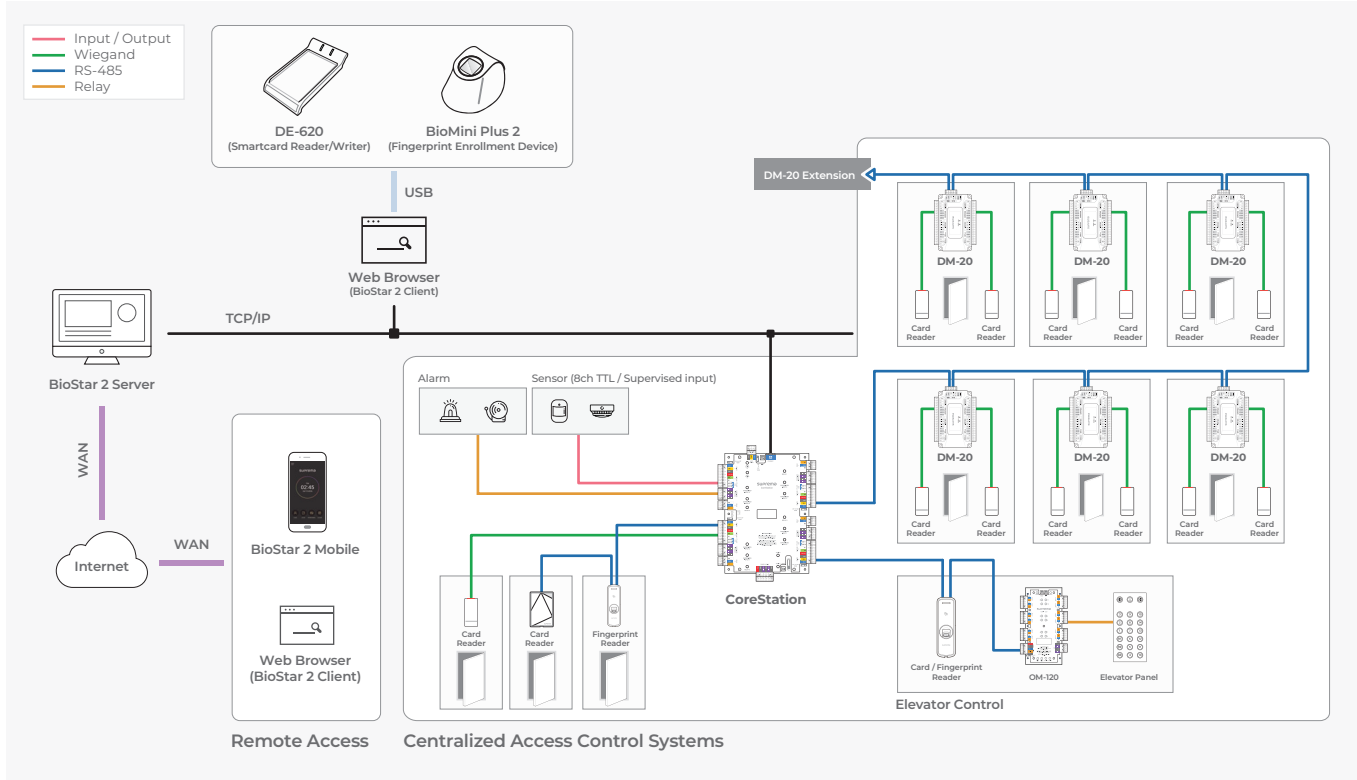 Input / Output
Wiegand
RS-485
Relay
DE-620
(Smartcard Reader/Writer)
BioMini Plus 2
(Fingerprint Enrollment Device)
USB
Web Browser
(BioStar 2 Client)
TCP/IP
BioStar 2 Server
WAN
WAN
Internet
BioStar 2 Mobile
Web Browser
(BioStar 2 Client)
Remote Access
DM-20 Extension
DM-20
Card
Reader
Card
Reader
DM-20
Card
Reader
Card
Reader
DM-20
Card
Reader
Card
Reader
DM-20
Card
Reader
Card
Reader
DM-20
Card
Reader
Card
Reader
DM-20
Card
Reader
Card
Reader
Alarm
Sensor (8ch TTL / Supervised input)
CoreStation
Card
Reader
Card
Reader
Fingerprint
Reader
Card / Fingerprint
Reader
OM-120
Elevator Panel
Elevator Control
Centralized Access Control Systems